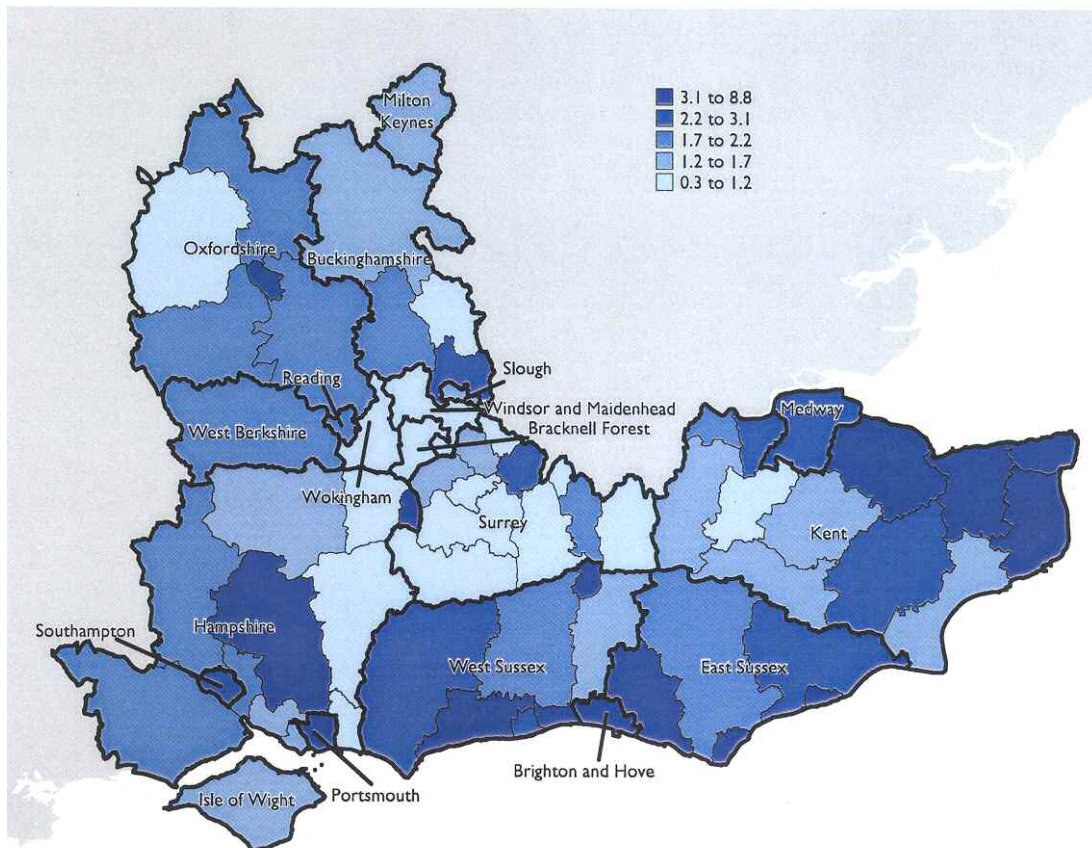 Milton
Keynes
3.1 to 8.8
2.2 to 3.1
1.7 to 2.2
1.2 to 1.7
0.3 to 1.2
Oxfordshire
Buckinghamshire
Slough
Reading
Windsor and Maidenhead
Medway
West Berkshire
Bracknell Forest
Wokingham
Surrey
Kent
Hampshire
Southampton
West Sussex
East Sussex
Brighton and Hove
Isle of Wight
Portsmouth